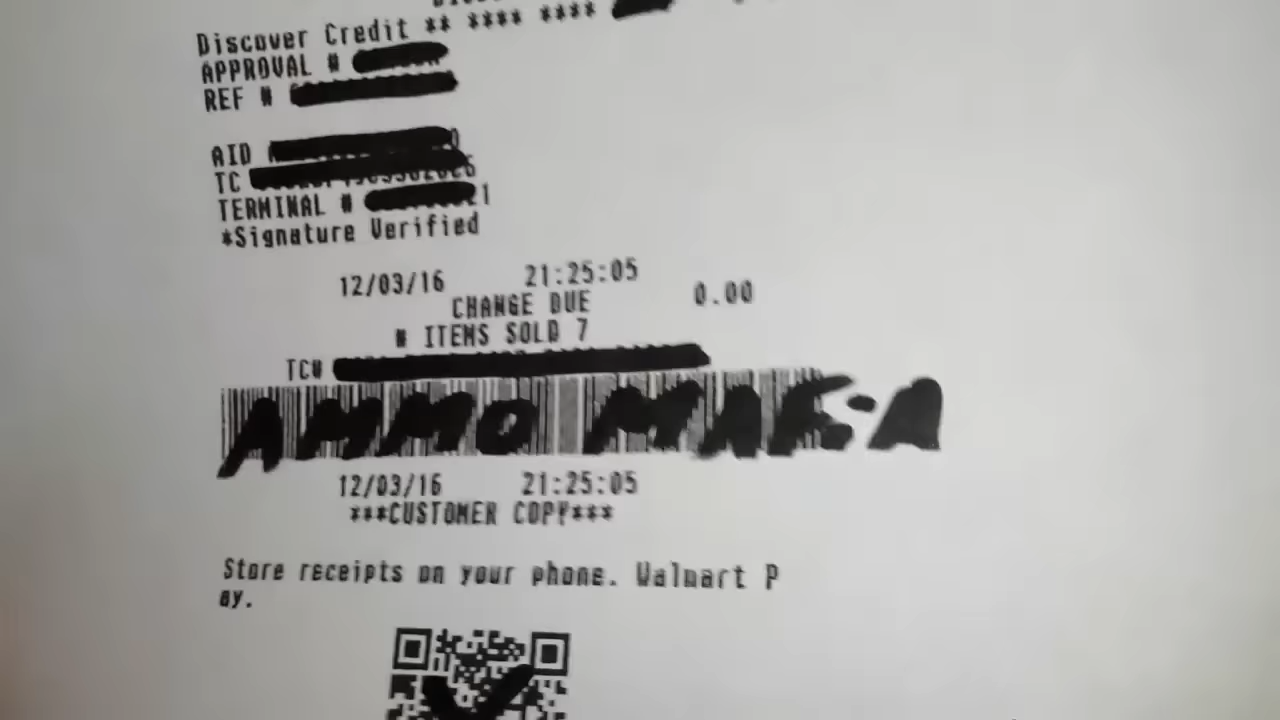 Discover Credit ** **** ****
APPROVAL #
REF #
AID
TC
TERMINAL # 1
*Signature Verified
12/03/16 21:25:05
CHANGE DUE 0.00
# ITEMS SOLD 7
TC#
AMMO MAF-A
12/03/16 21:25:05
***CUSTOMER COPY***
Store receipts on your phone. Walmart P
ay.